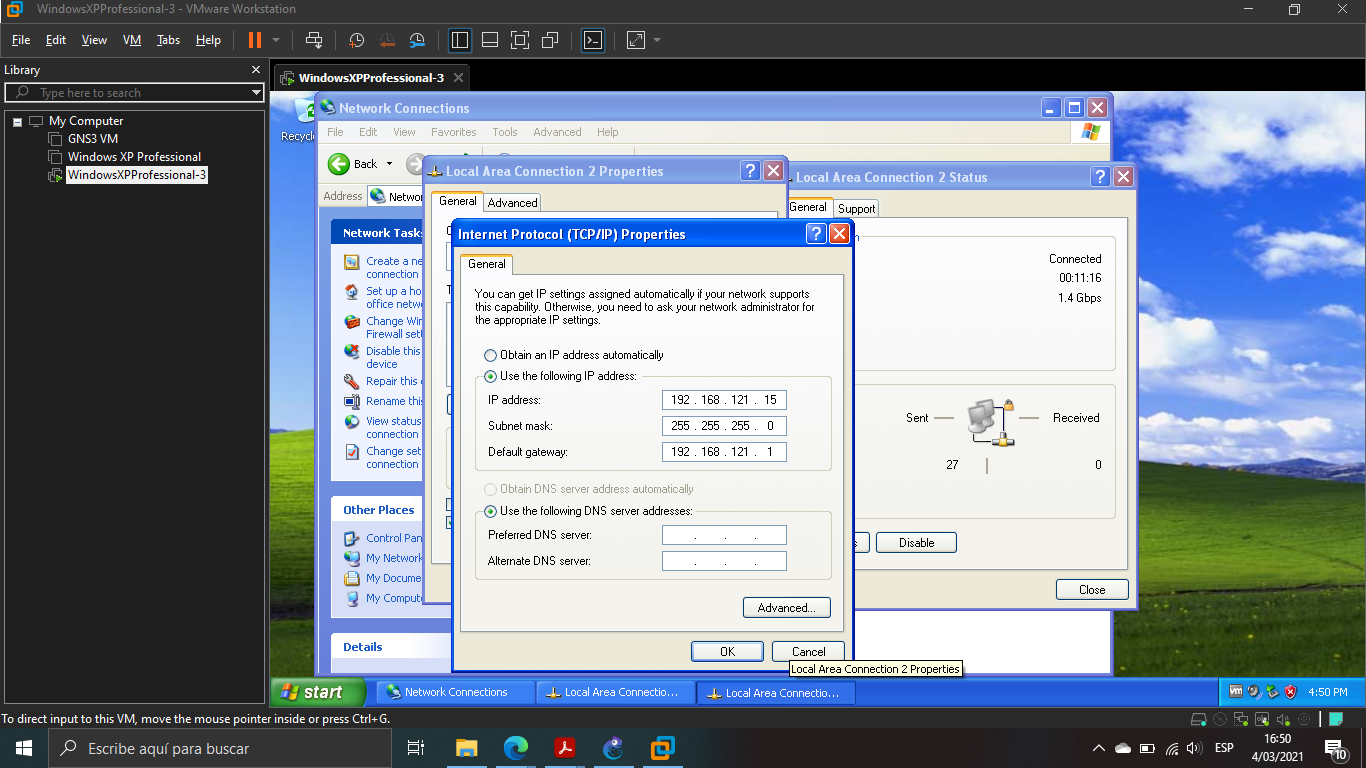 WindowsXPProfessional-3 - VMware Workstation
File Edit View VM Tabs Help
Library
Type here to search
My Computer
GNS3 VM
Windows XP Professional
WindowsXPProfessional-3
WindowsXPProfessional-3
Network Connections
File Edit View Favorites Tools Advanced Help
Back
Address
Network Tasks
Create a ne
connection
Set up a ho
office netw
Change Win
Firewall sett
Disable this
device
Repair this
Rename this
View status
connection
Change set
connection
Other Places
Control Pan
My Network
My Docume
My Compute
Details
Local Area Connection 2 Properties
General Advanced
Local Area Connection 2 Status
General Support
Connected
00:11:16
1.4 Gbps
Sent Received
27 0
Disable
Close
Internet Protocol (TCP/IP) Properties
General
You can get IP settings assigned automatically if your network supports
this capability. Otherwise, you need to ask your network administrator for
the appropriate IP settings.
Obtain an IP address automatically
Use the following IP address:
IP address: 192 . 168 . 121 . 15
Subnet mask: 255 . 255 . 255 . 0
Default gateway: 192 . 168 . 121 . 1
Obtain DNS server address automatically
Use the following DNS server addresses:
Preferred DNS server: . . .
Alternate DNS server: . . .
Advanced...
OK Cancel
Local Area Connection 2 Properties
start Network Connections Local Area Connectio... Local Area Connectio... 4:50 PM
To direct input to this VM, move the mouse pointer inside or press Ctrl+G.
Escribe aquí para buscar
ESP
16:50
4/03/2021
10